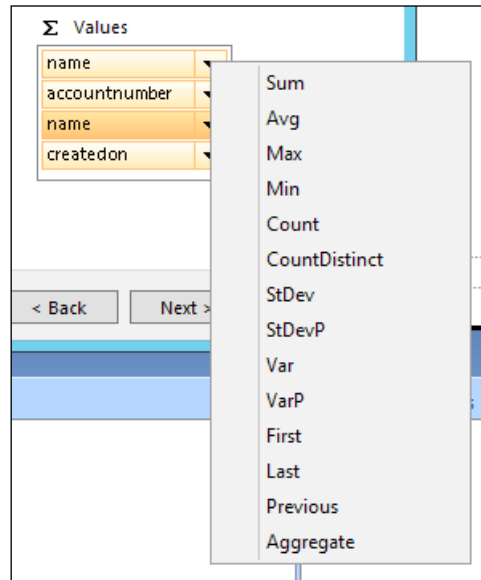 Σ Values
name
accountnumber
name
createdon
Sum
Avg
Max
Min
Count
CountDistinct
StDev
StDevP
Var
VarP
First
Last
Previous
Aggregate
< Back
Next >